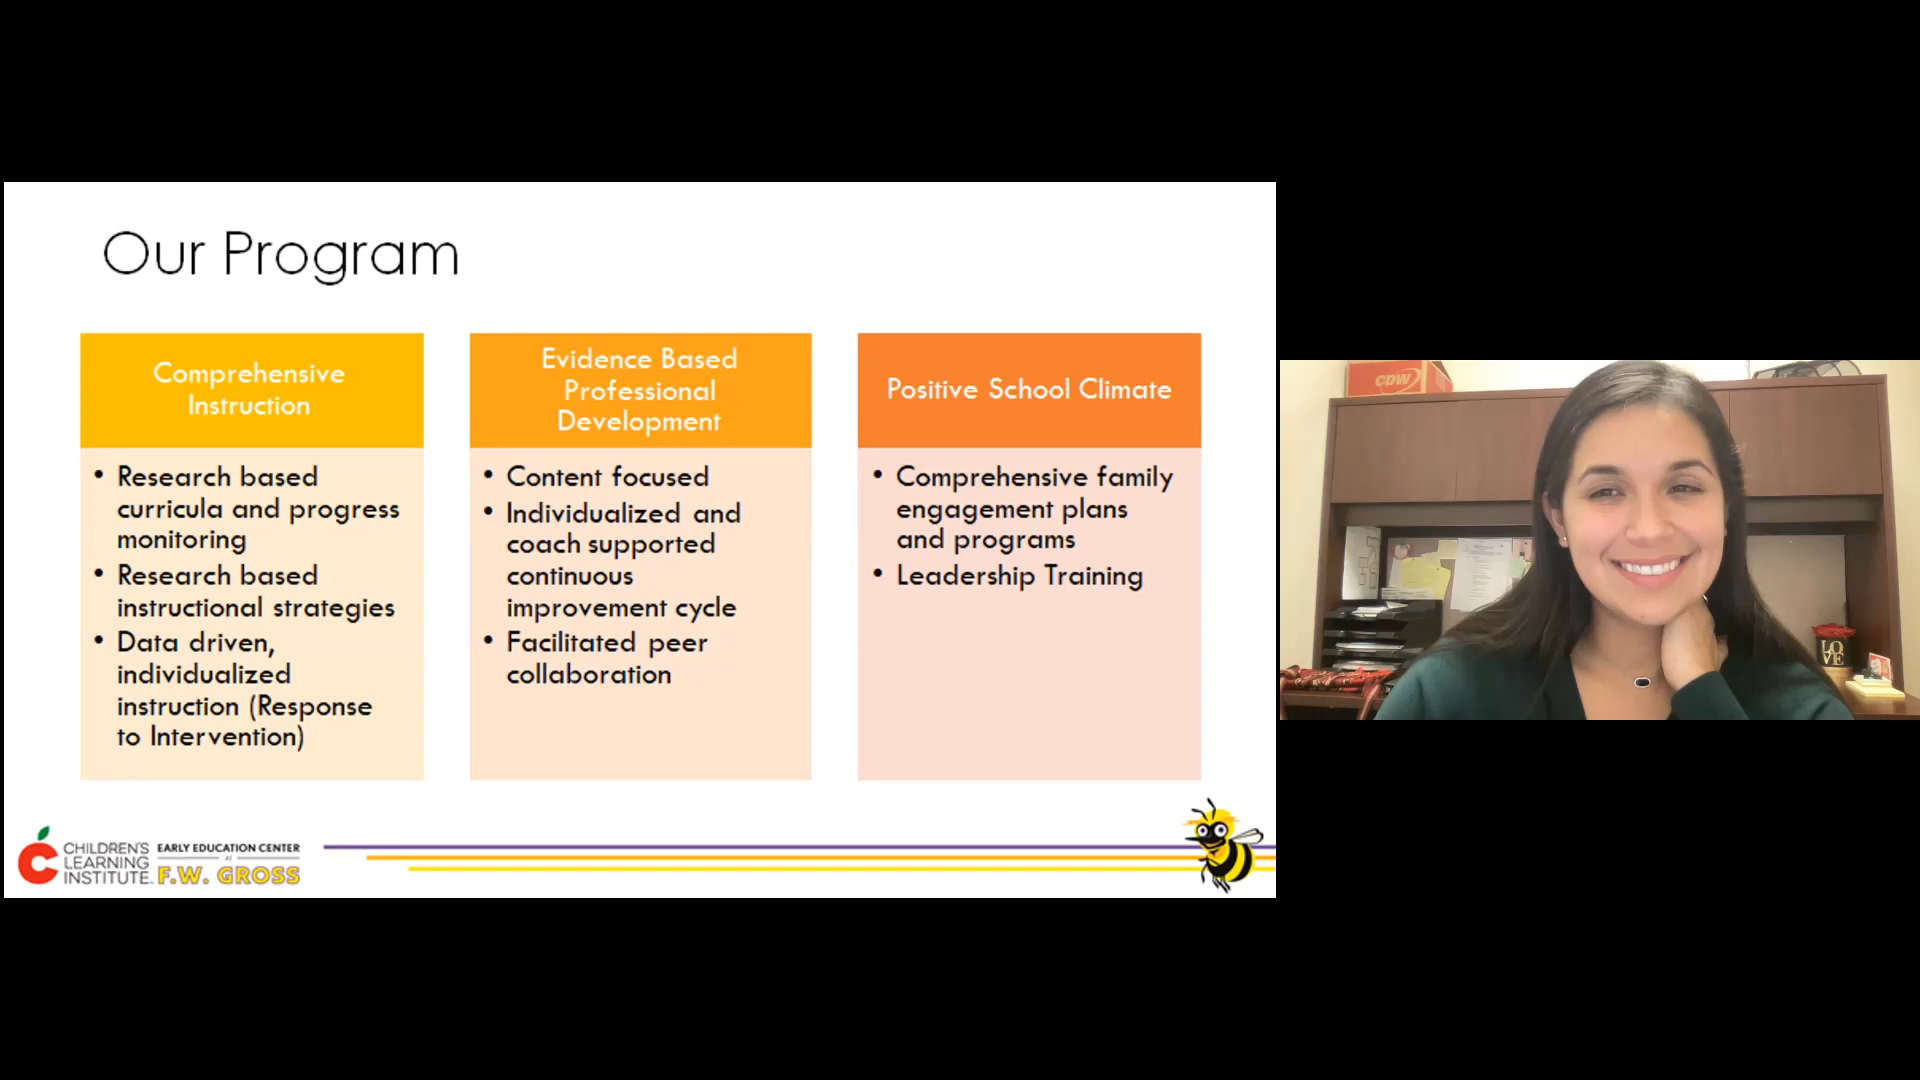 Our Program
Comprehensive
Instruction
• Research based
curricula and progress
monitoring
• Research based
instructional strategies
• Data driven,
individualized
instruction (Response
to Intervention)
Evidence Based
Professional
Development
• Content focused
• Individualized and
coach supported
continuous
improvement cycle
• Facilitated peer
collaboration
Positive School Climate
• Comprehensive family
engagement plans
and programs
• Leadership Training
CHILDREN'S
LEARNING
INSTITUTE
EARLY EDUCATION CENTER
AT
F.W. GROSS
CDW
LO
VE